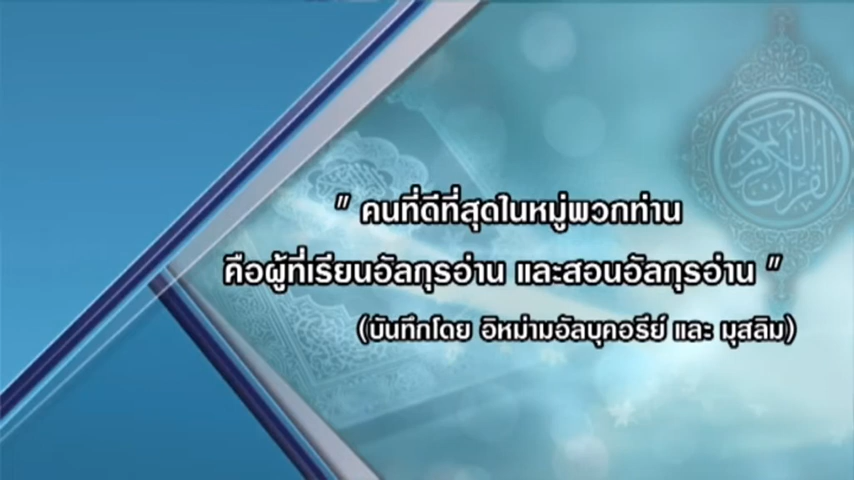 " คนที่ดีที่สุดในหมู่พวกท่าน
คือผู้ที่เรียนอัลกุรอ่าน และสอนอัลกุรอ่าน "
(บันทึกโดย อิหม่ามอัลบุคอรีย์ และ มุสลิม)
القرآن الكريم